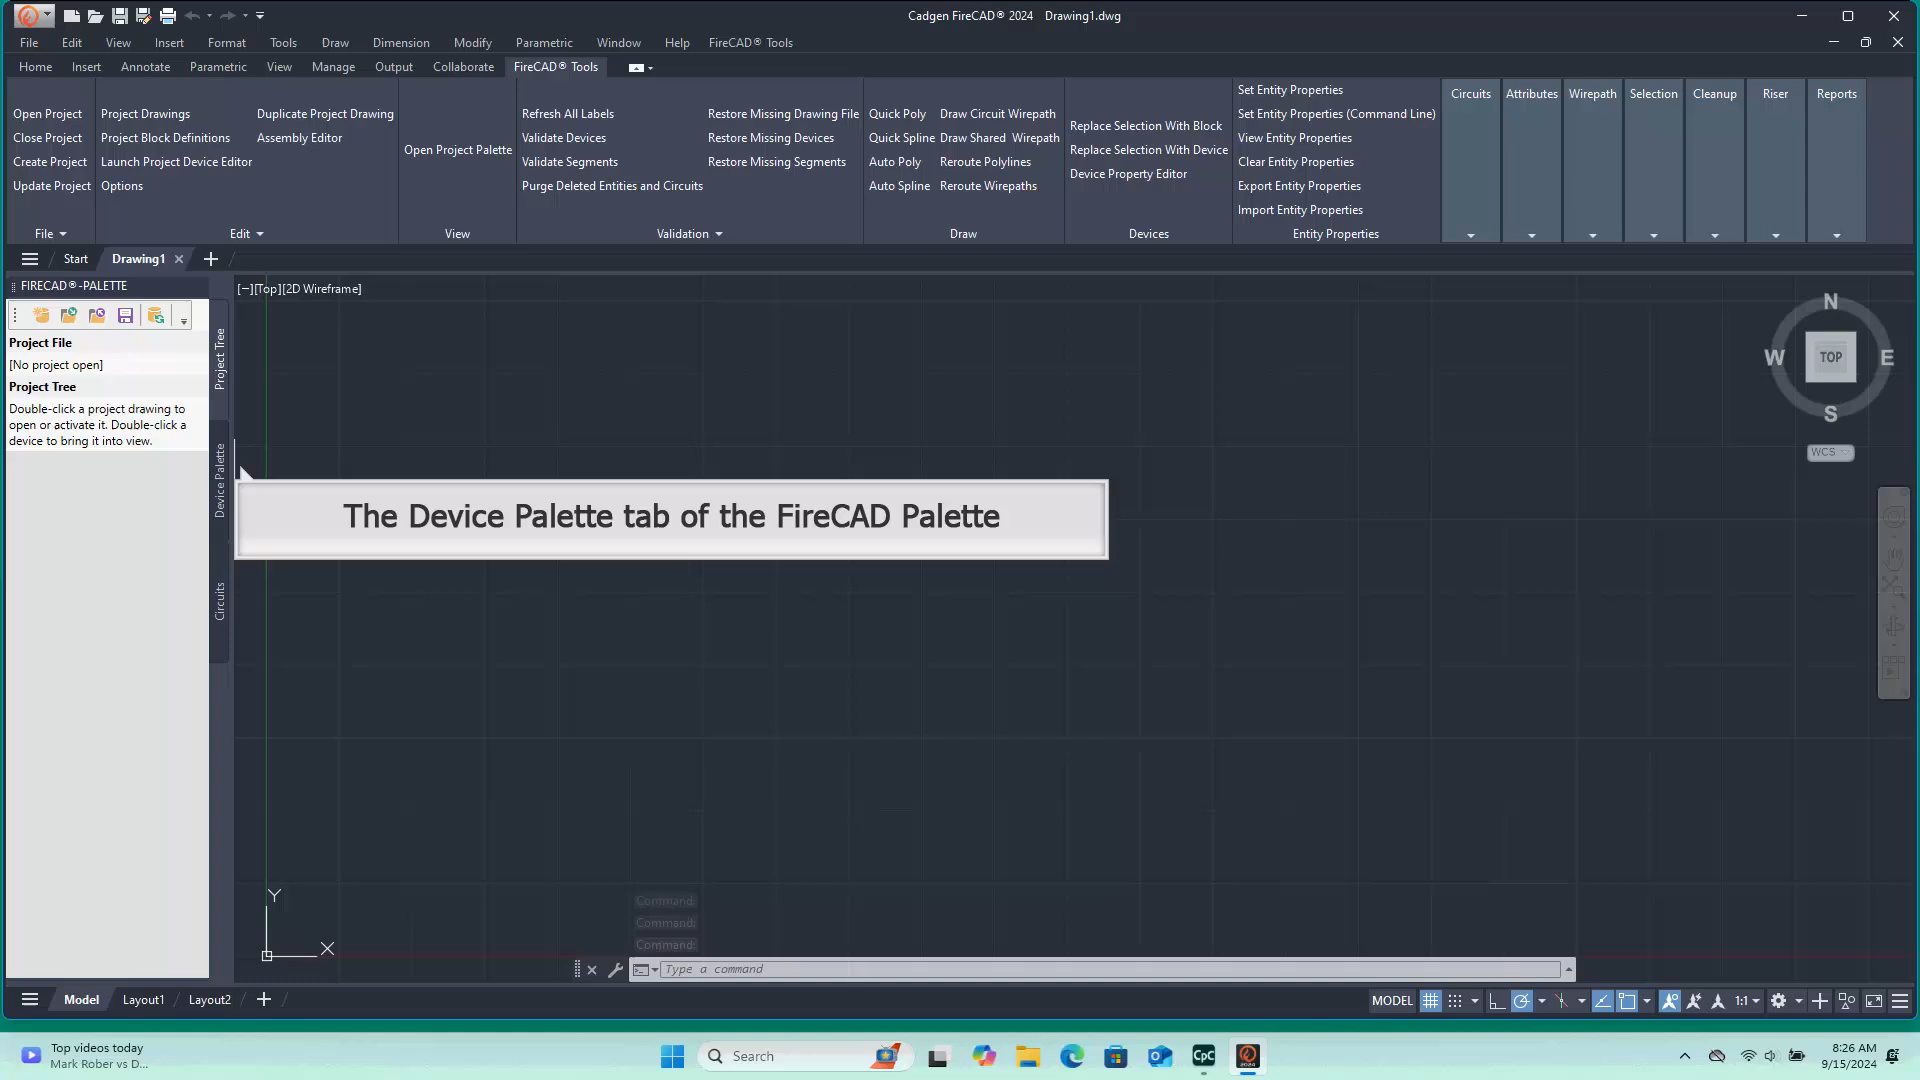 Cadgen FireCAD® 2024 Drawing1.dwg
File Edit View Insert Format Tools Draw Dimension Modify Parametric Window Help FireCAD® Tools
Home Insert Annotate Parametric View Manage Output Collaborate FireCAD® Tools
Open Project
Close Project
Create Project
Update Project
File
Project Drawings
Project Block Definitions
Launch Project Device Editor
Options
Duplicate Project Drawing
Assembly Editor
Edit
Open Project Palette
View
Refresh All Labels
Validate Devices
Validate Segments
Purge Deleted Entities and Circuits
Restore Missing Drawing File
Restore Missing Devices
Restore Missing Segments
Validation
Quick Poly
Quick Spline
Auto Poly
Auto Spline
Draw Circuit Wirepath
Draw Shared Wirepath
Reroute Polylines
Reroute Wirepaths
Draw
Replace Selection With Block
Replace Selection With Device
Device Property Editor
Devices
Set Entity Properties
Set Entity Properties (Command Line)
View Entity Properties
Clear Entity Properties
Export Entity Properties
Import Entity Properties
Entity Properties
Circuits Attributes Wirepath Selection Cleanup Riser Reports
Start Drawing1
FIRECAD®-PALETTE
Project File
[No project open]
Project Tree
Double-click a project drawing to
open or activate it. Double-click a
device to bring it into view.
Project Tree
Device Palette
Circuits
[−][Top][2D Wireframe]
N
W TOP E
S
WCS
The Device Palette tab of the FireCAD Palette
Y
X
Command:
Command:
Command:
Type a command
Model Layout1 Layout2
MODEL 1:1
Top videos today
Mark Rober vs D...
Search
CpC
2024
8:26 AM
9/15/2024